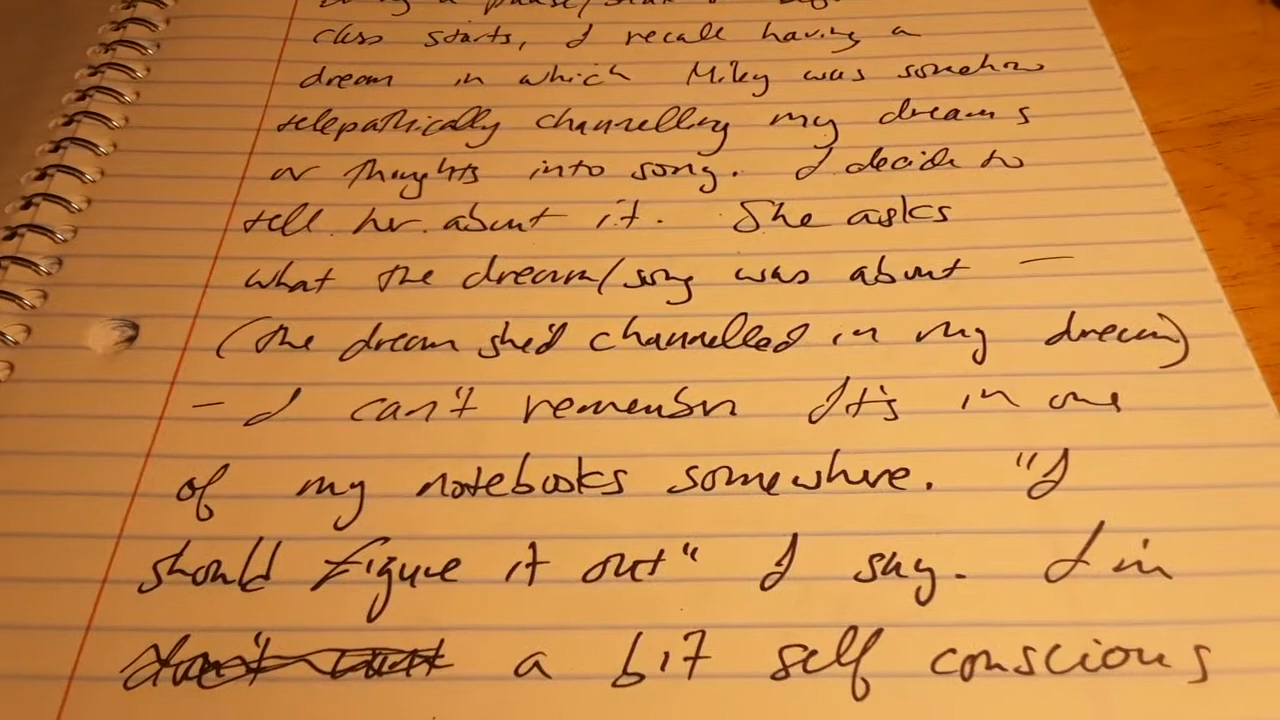 class starts, I recall having a
dream in which Miley was somehow
telepathically channelling my dreams
or thoughts into song. I decide to
tell her about it. She asks
what the dream/song was about —
(the dream she'd channelled in my dream)
– I can't remember It's in one
of my notebooks somewhere. "I
should figure it out" I say. I'm
a bit self conscious